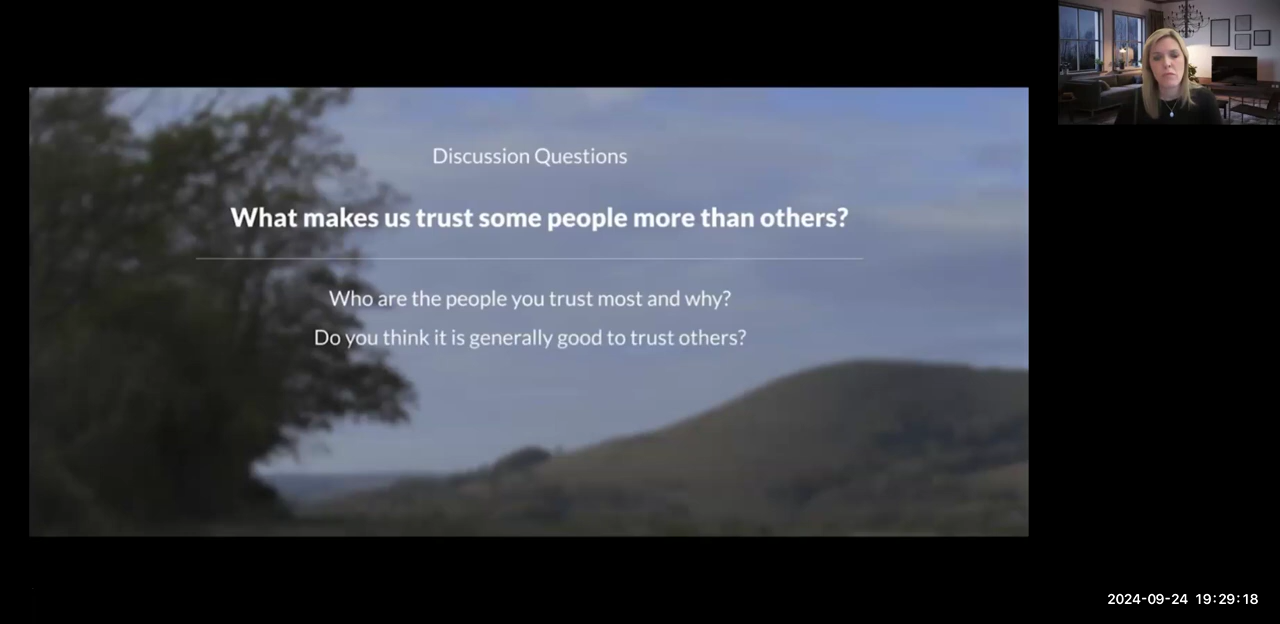 Discussion Questions
What makes us trust some people more than others?
Who are the people you trust most and why?
Do you think it is generally good to trust others?
2024-09-24 19:29:18